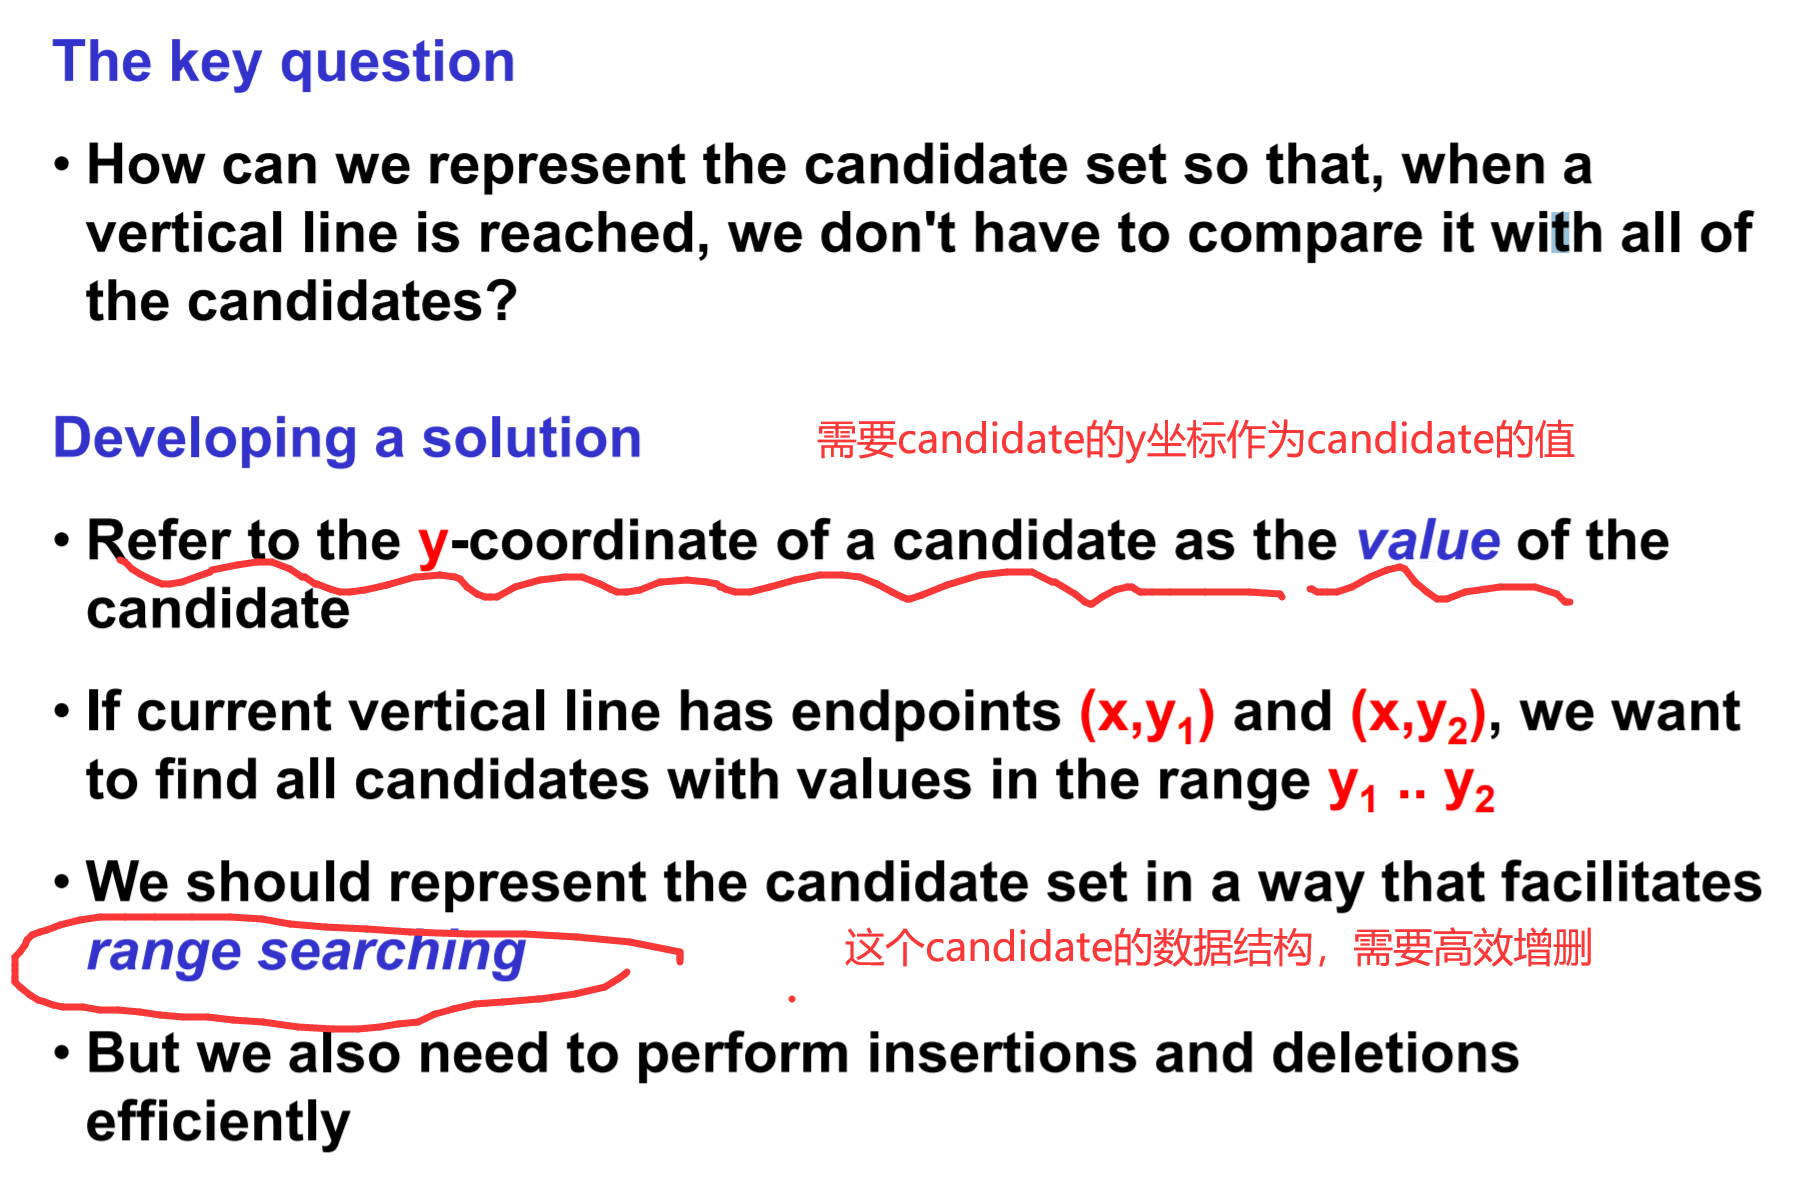 The key question
• How can we represent the candidate set so that, when a
vertical line is reached, we don't have to compare it with all of
the candidates?
Developing a solution
需要candidate的y坐标作为candidate的值
• Refer to the y-coordinate of a candidate as the value of the
candidate
• If current vertical line has endpoints (x,y₁) and (x,y₂), we want
to find all candidates with values in the range y₁ .. y₂
• We should represent the candidate set in a way that facilitates
range searching
这个candidate的数据结构，需要高效增删
• But we also need to perform insertions and deletions
efficiently